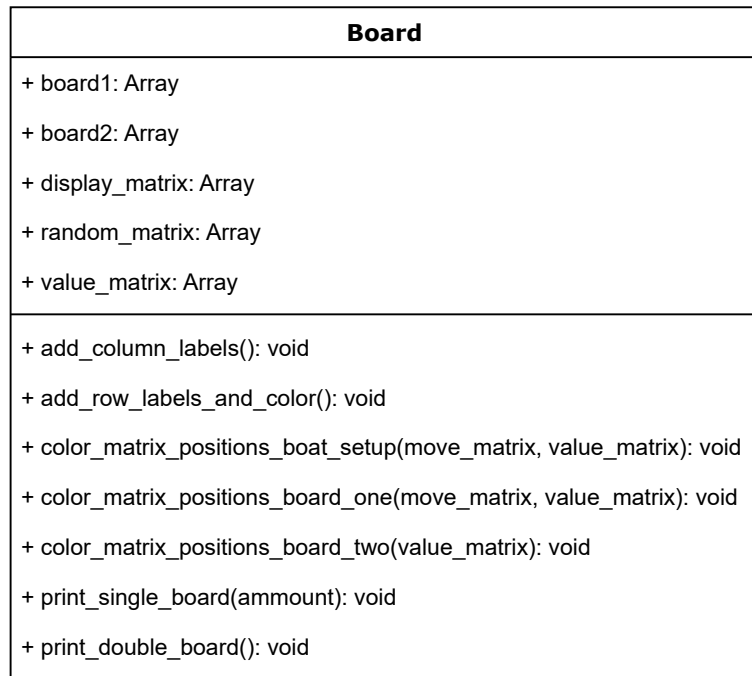 Board
+ board1: Array
+ board2: Array
+ display_matrix: Array
+ random_matrix: Array
+ value_matrix: Array
+ add_column_labels(): void
+ add_row_labels_and_color(): void
+ color_matrix_positions_boat_setup(move_matrix, value_matrix): void
+ color_matrix_positions_board_one(move_matrix, value_matrix): void
+ color_matrix_positions_board_two(value_matrix): void
+ print_single_board(ammount): void
+ print_double_board(): void